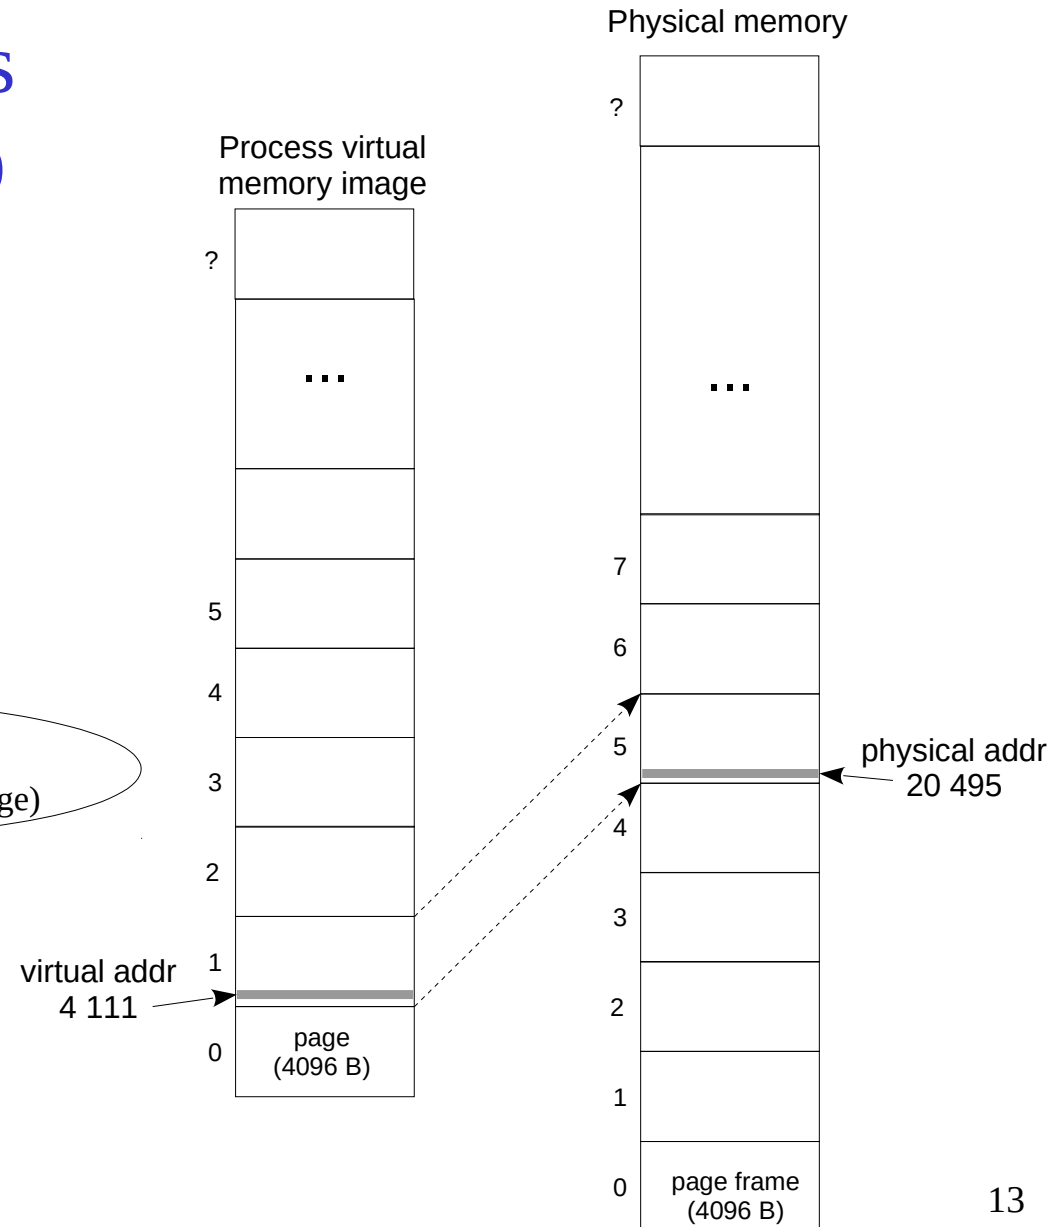 s
)
Physical memory
?
Process virtual
memory image
?
...
...
7
5
6
4
5
physical addr
20 495
3
ge)
4
2
3
1
virtual addr
4 111
2
0
page
(4096 B)
1
0
page frame
(4096 B)
13